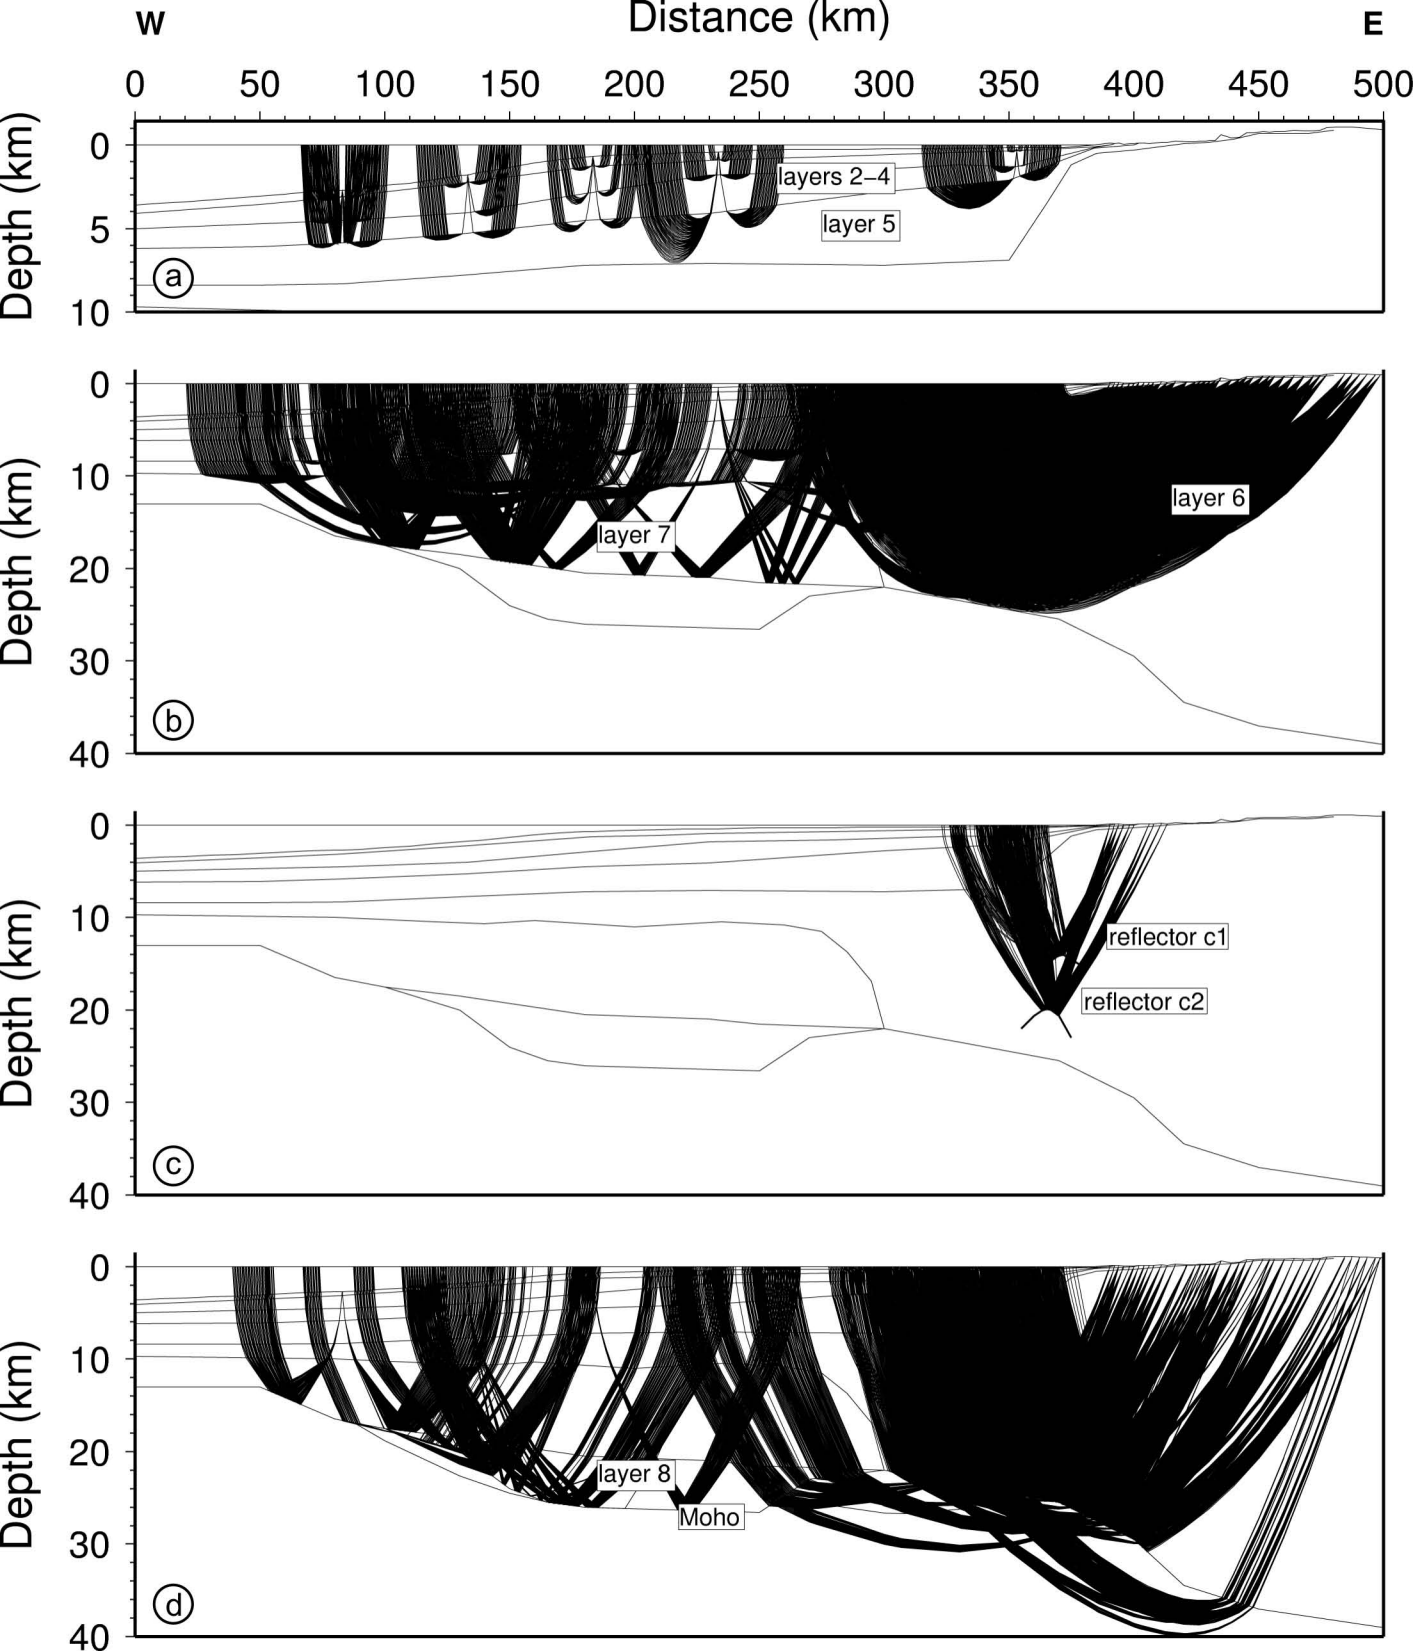 W Distance (km) E
0 50 100 150 200 250 300 350 400 450 500
Depth (km)
0
5
10
layers 2–4
layer 5
a
Depth (km)
0
10
20
30
40
layer 6
layer 7
b
Depth (km)
0
10
20
30
40
reflector c1
reflector c2
c
Depth (km)
0
10
20
30
40
layer 8
Moho
d